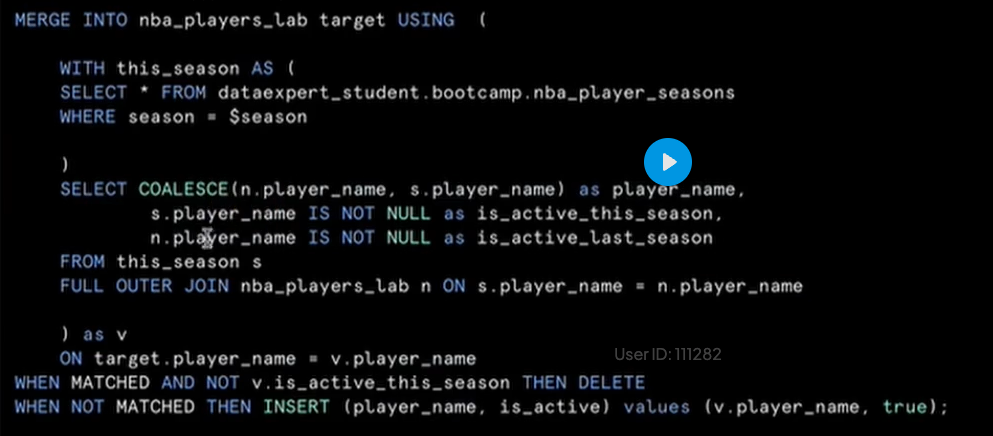 MERGE INTO nba_players_lab target USING (
WITH this_season AS (
SELECT * FROM dataexpert_student.bootcamp.nba_player_seasons
WHERE season = $season
)
SELECT COALESCE(n.player_name, s.player_name) as player_name,
s.player_name IS NOT NULL as is_active_this_season,
n.player_name IS NOT NULL as is_active_last_season
FROM this_season s
FULL OUTER JOIN nba_players_lab n ON s.player_name = n.player_name
) as v
ON target.player_name = v.player_name
User ID: 111282
WHEN MATCHED AND NOT v.is_active_this_season THEN DELETE
WHEN NOT MATCHED THEN INSERT (player_name, is_active) values (v.player_name, true);